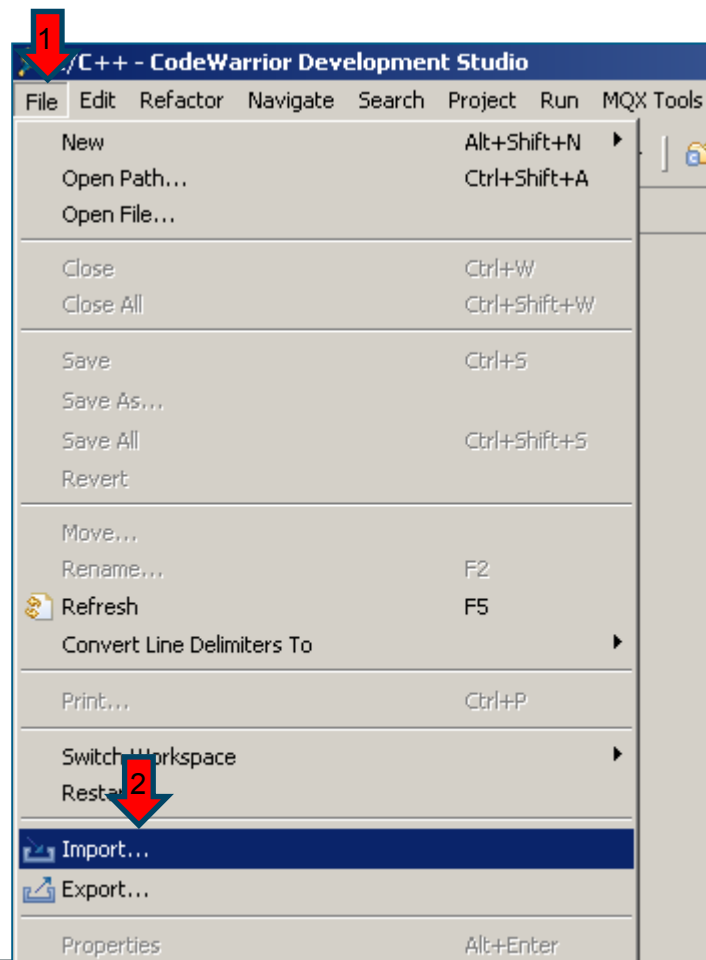 1
/C++ - CodeWarrior Development Studio
File Edit Refactor Navigate Search Project Run MQX Tools
New Alt+Shift+N
Open Path... Ctrl+Shift+A
Open File...
Close Ctrl+W
Close All Ctrl+Shift+W
Save Ctrl+S
Save As...
Save All Ctrl+Shift+S
Revert
Move...
Rename... F2
Refresh F5
Convert Line Delimiters To
Print... Ctrl+P
Switch Workspace
2
Import...
Export...
Properties Alt+Enter